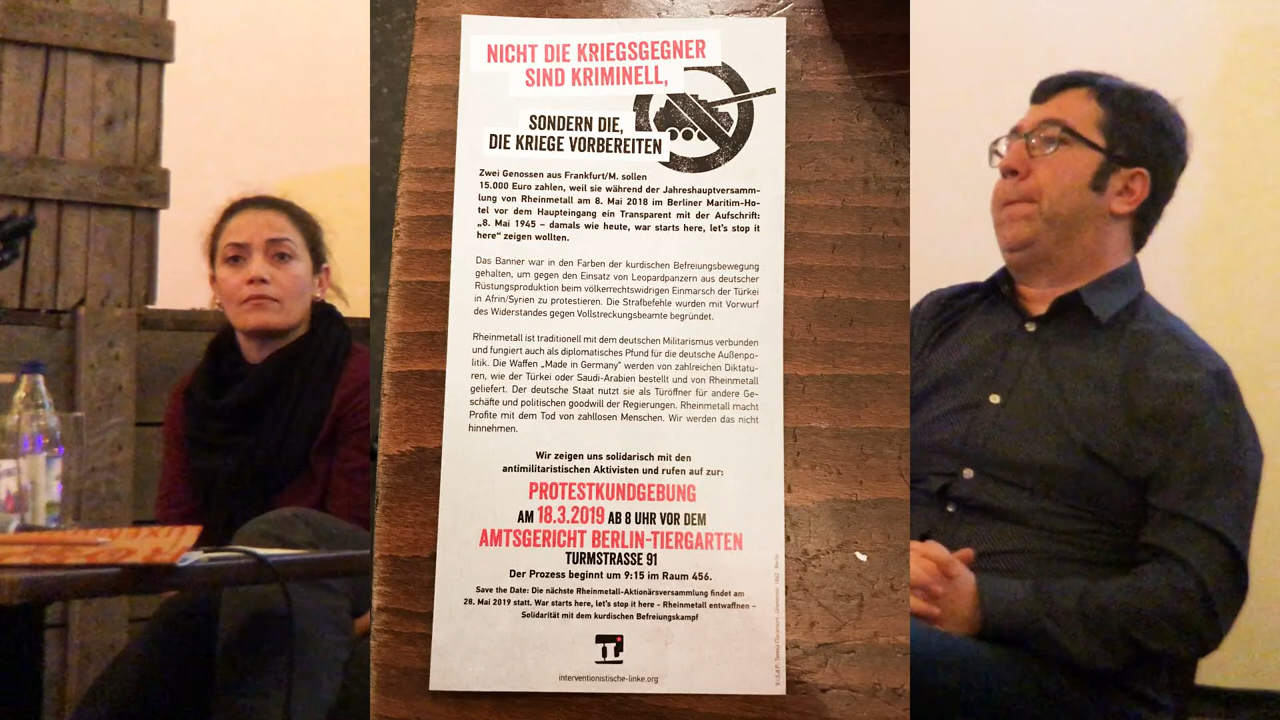 NICHT DIE KRIEGSGEGNER
SIND KRIMINELL,
SONDERN DIE,
DIE KRIEGE VORBEREITEN
Zwei Genossen aus Frankfurt/M. sollen
15.000 Euro zahlen, weil sie während der Jahreshauptversamm-
lung von Rheinmetall am 8. Mai 2018 im Berliner Maritim-Ho-
tel vor dem Haupteingang ein Transparent mit der Aufschrift:
„8. Mai 1945 – damals wie heute, war starts here, let's stop it
here“ zeigen wollten.
Das Banner war in den Farben der kurdischen Befreiungsbewegung
gehalten, um gegen den Einsatz von Leopardpanzern aus deutscher
Rüstungsproduktion beim völkerrechtswidrigen Einmarsch der Türkei
in Afrin/Syrien zu protestieren. Die Strafbefehle wurden mit Vorwurf
des Widerstandes gegen Vollstreckungsbeamte begründet.
Rheinmetall ist traditionell mit dem deutschen Militarismus verbunden
und fungiert auch als diplomatisches Pfund für die deutsche Außenpo-
litik. Die Waffen „Made in Germany“ werden von zahlreichen Diktatu-
ren, wie der Türkei oder Saudi-Arabien bestellt und von Rheinmetall
geliefert. Der deutsche Staat nutzt sie als Türöffner für andere Ge-
schäfte und politischen goodwill der Regierungen. Rheinmetall macht
Profite mit dem Tod von zahllosen Menschen. Wir werden das nicht
hinnehmen.
Wir zeigen uns solidarisch mit den
antimilitaristischen Aktivisten und rufen auf zur:
PROTESTKUNDGEBUNG
AM 18.3.2019 AB 8 UHR VOR DEM
AMTSGERICHT BERLIN-TIERGARTEN
TURMSTRASSE 91
Der Prozess beginnt um 9:15 im Raum 456.
Save the Date: Die nächste Rheinmetall-Aktionärsversammlung findet am
28. Mai 2019 statt. War starts here, let's stop it here – Rheinmetall entwaffnen –
Solidarität mit dem kurdischen Befreiungskampf
interventionistische-linke.org